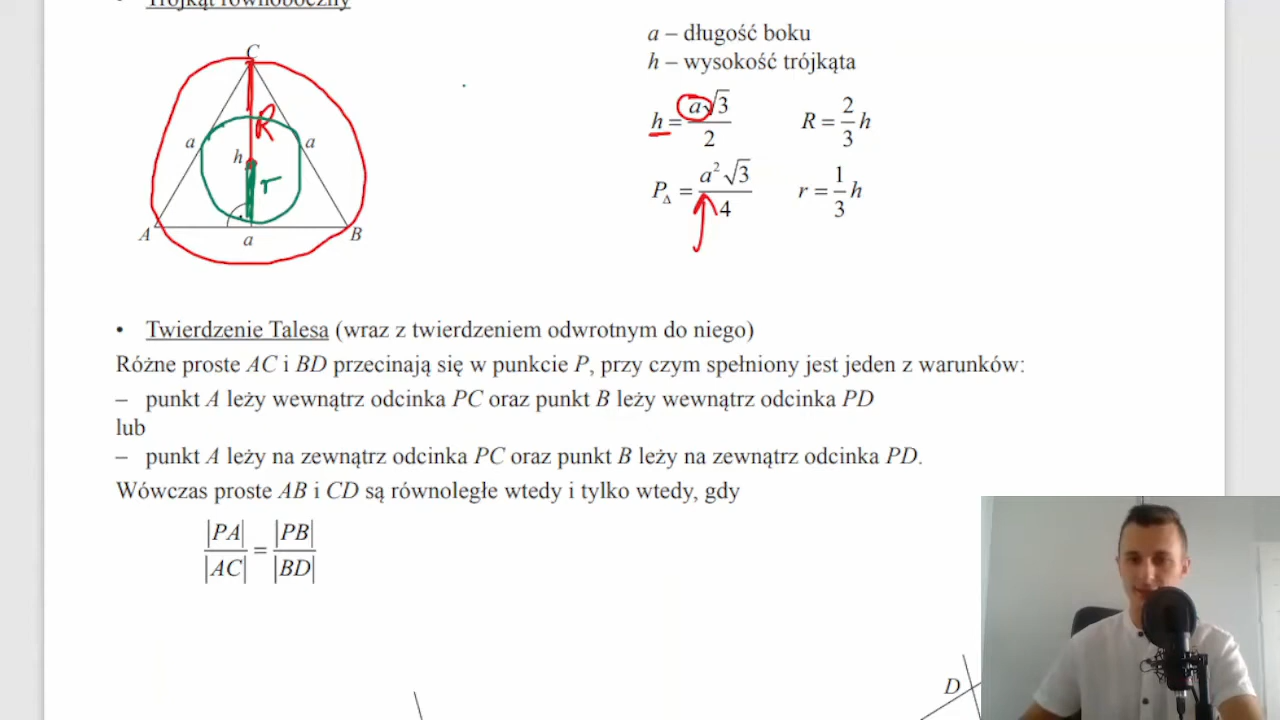 • Trójkąt równoboczny
C
R
a
a
h
r
A
a
B
a – długość boku
h – wysokość trójkąta
h = a√3/2
R = 2/3 h
P_Δ = a²√3/4
r = 1/3 h
• Twierdzenie Talesa (wraz z twierdzeniem odwrotnym do niego)
Różne proste AC i BD przecinają się w punkcie P, przy czym spełniony jest jeden z warunków:
– punkt A leży wewnątrz odcinka PC oraz punkt B leży wewnątrz odcinka PD
lub
– punkt A leży na zewnątrz odcinka PC oraz punkt B leży na zewnątrz odcinka PD.
Wówczas proste AB i CD są równoległe wtedy i tylko wtedy, gdy
|PA|/|AC| = |PB|/|BD|
D